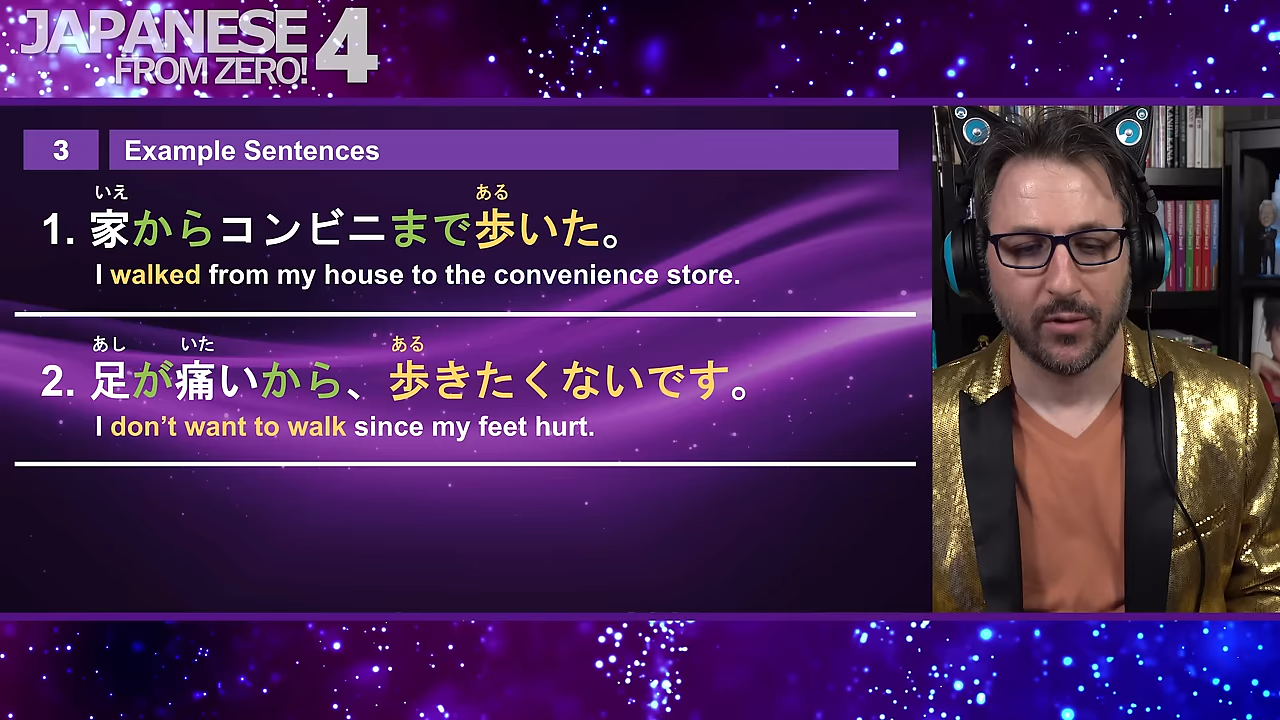 JAPANESE
FROM ZERO! 4
3 Example Sentences
いえ ある
1. 家からコンビニまで歩いた。
I walked from my house to the convenience store.
あし いた ある
2. 足が痛いから、歩きたくないです。
I don't want to walk since my feet hurt.